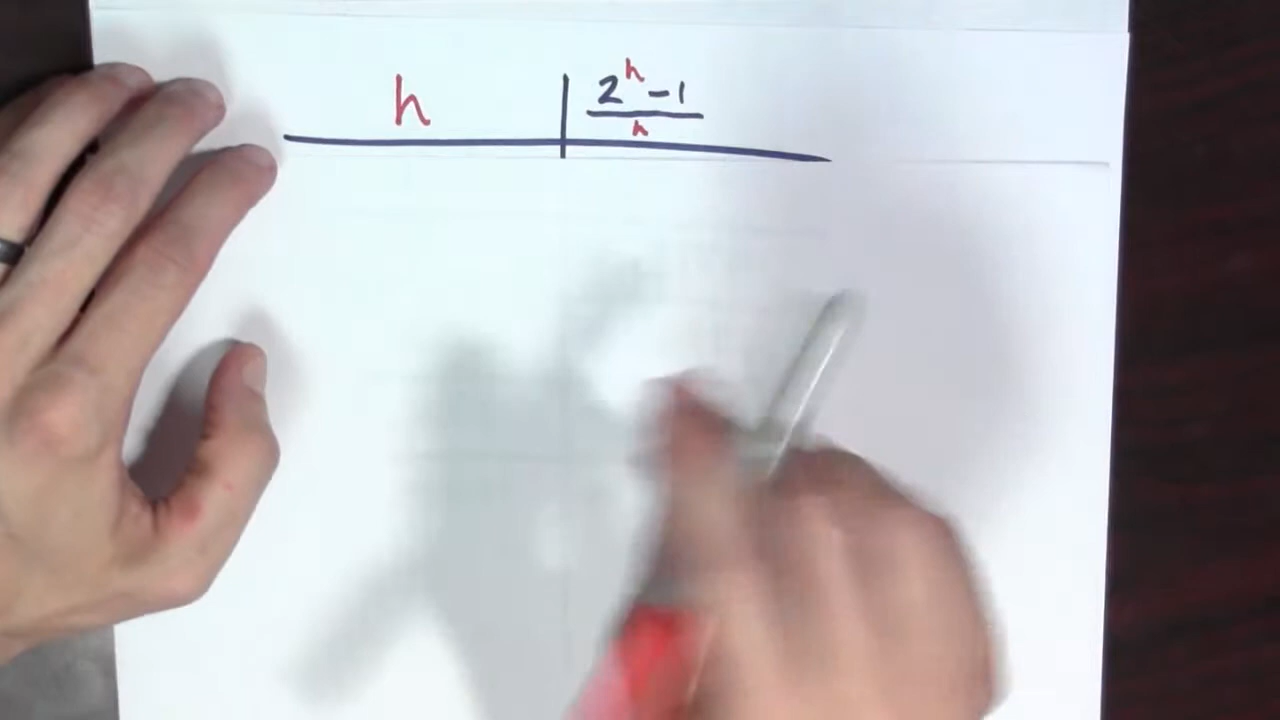 h | 2^h - 1 / h